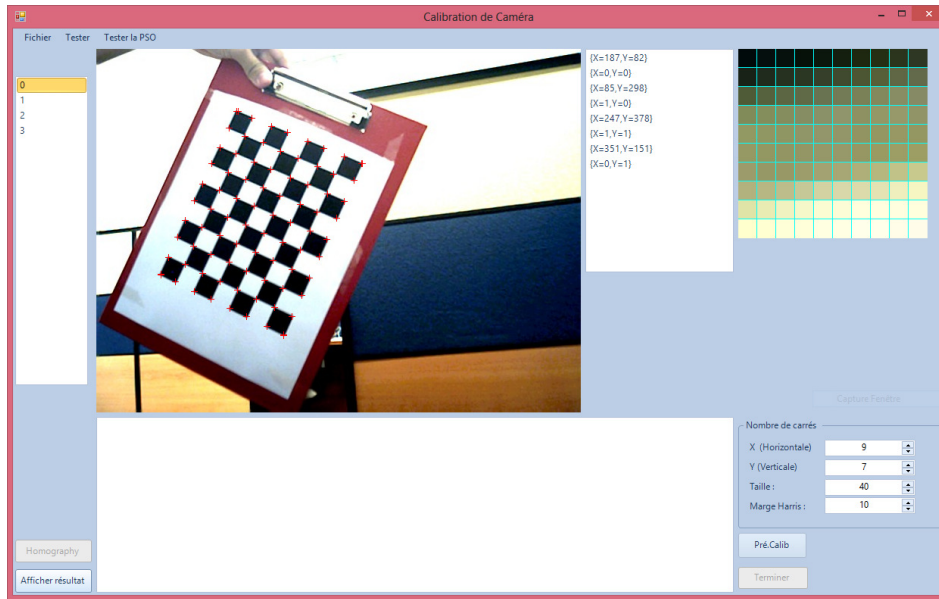 Calibration de Caméra
Fichier Tester Tester la PSO
0
1
2
3
{X=187,Y=82}
{X=0,Y=0}
{X=85,Y=298}
{X=1,Y=0}
{X=247,Y=378}
{X=1,Y=1}
{X=351,Y=151}
{X=0,Y=1}
Capture Fenêtre
Nombre de carrés
X (Horizontale) 9
Y (Verticale) 7
Taille : 40
Marge Harris : 10
Homography
Pré.Calib
Afficher résultat
Terminer